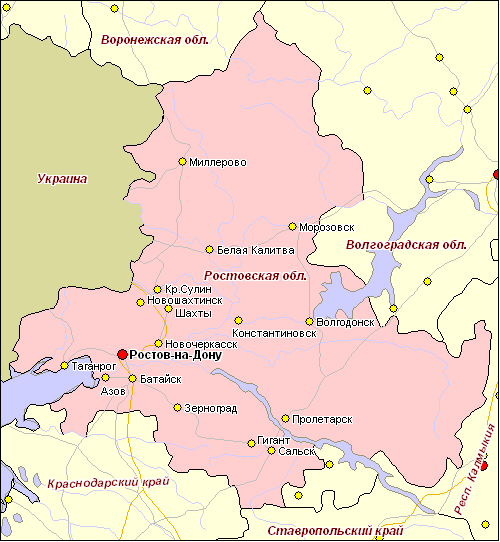 Воронежская обл.
Миллерово
Украина
Морозовск
Белая Калитва
Волгоградская обл.
Ростовская обл.
Кр.Сулин
Новошахтинск
Шахты
Константиновск
Волгодонск
Новочеркасск
Ростов-на-Дону
Таганрог
Батайск
Азов
Зерноград
Пролетарск
Гигант
Сальск
Респ. Калмыкия
Краснодарский край
Ставропольский край